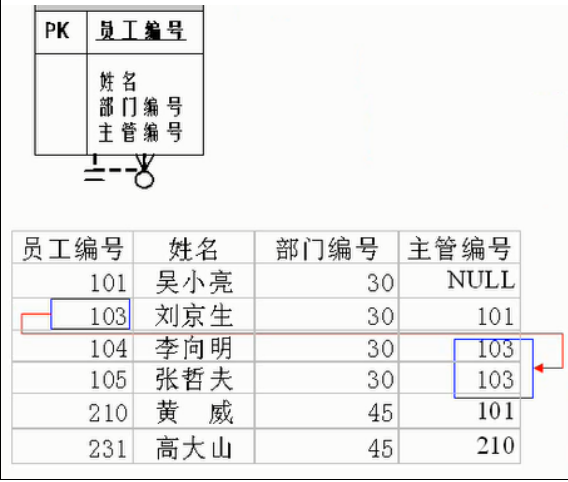 PK 员工编号
姓名
部门编号
主管编号
员工编号 姓名 部门编号 主管编号
101 吴小亮 30 NULL
103 刘京生 30 101
104 李向明 30 103
105 张哲夫 30 103
210 黄 威 45 101
231 高大山 45 210